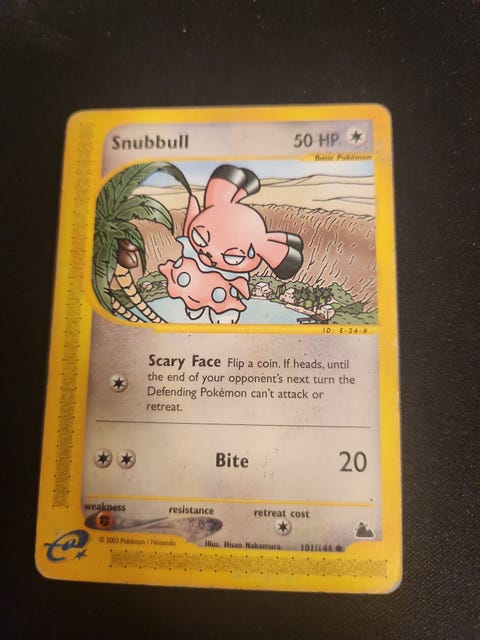 Snubbull 50 HP
Basic Pokémon
ID: E-24-#
Scary Face Flip a coin. If heads, until
the end of your opponent's next turn the
Defending Pokémon can't attack or
retreat.
Bite 20
weakness resistance retreat cost
© 2003 Pokémon / Nintendo Illus. Hisao Nakamura 101/144
e